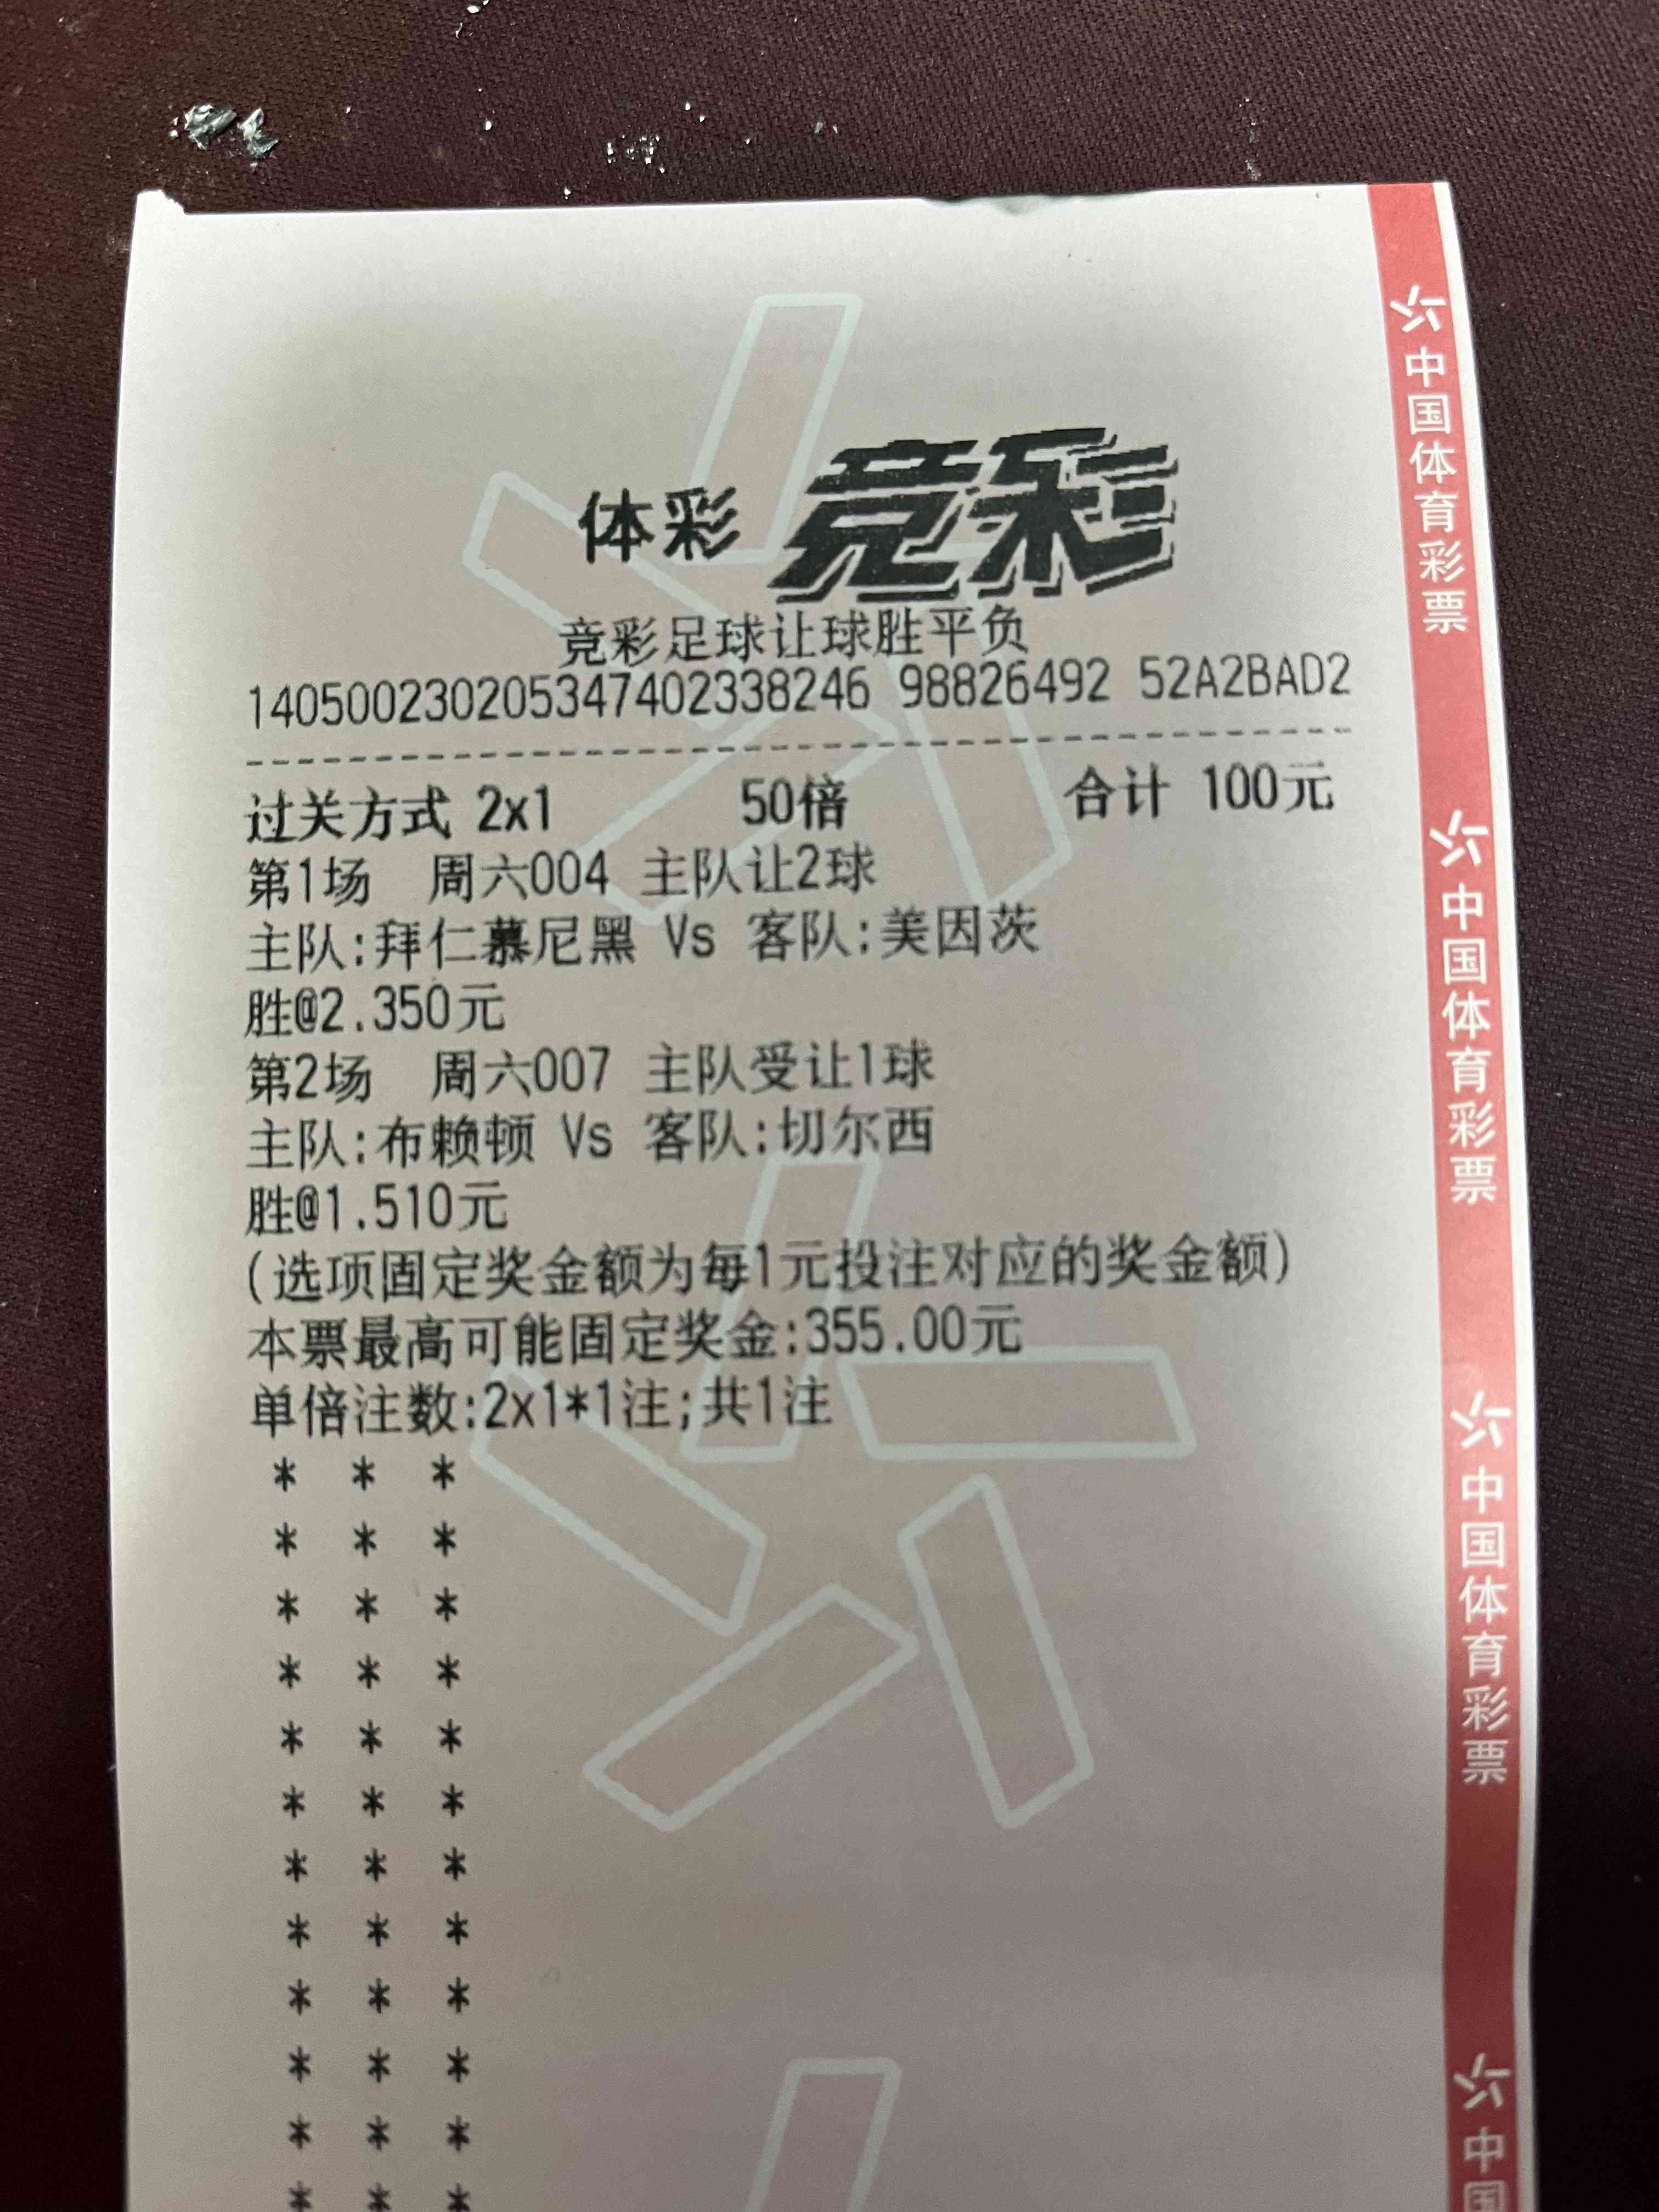 体彩 竞彩
竞彩足球让球胜平负
140500230205347402338246 98826492 52A2BAD2
过关方式 2x1 50倍 合计 100元
第1场 周六004 主队让2球
主队:拜仁慕尼黑 Vs 客队:美因茨
胜@2.350元
第2场 周六007 主队受让1球
主队:布赖顿 Vs 客队:切尔西
胜@1.510元
(选项固定奖金额为每1元投注对应的奖金额)
本票最高可能固定奖金:355.00元
单倍注数:2x1*1注;共1注
* * *
* * *
* * *
* * *
* * *
* * *
* * *
* * *
* * *
* * *
* * *
* * *
中国体育彩票
中国体育彩票
中国体育彩票
中国